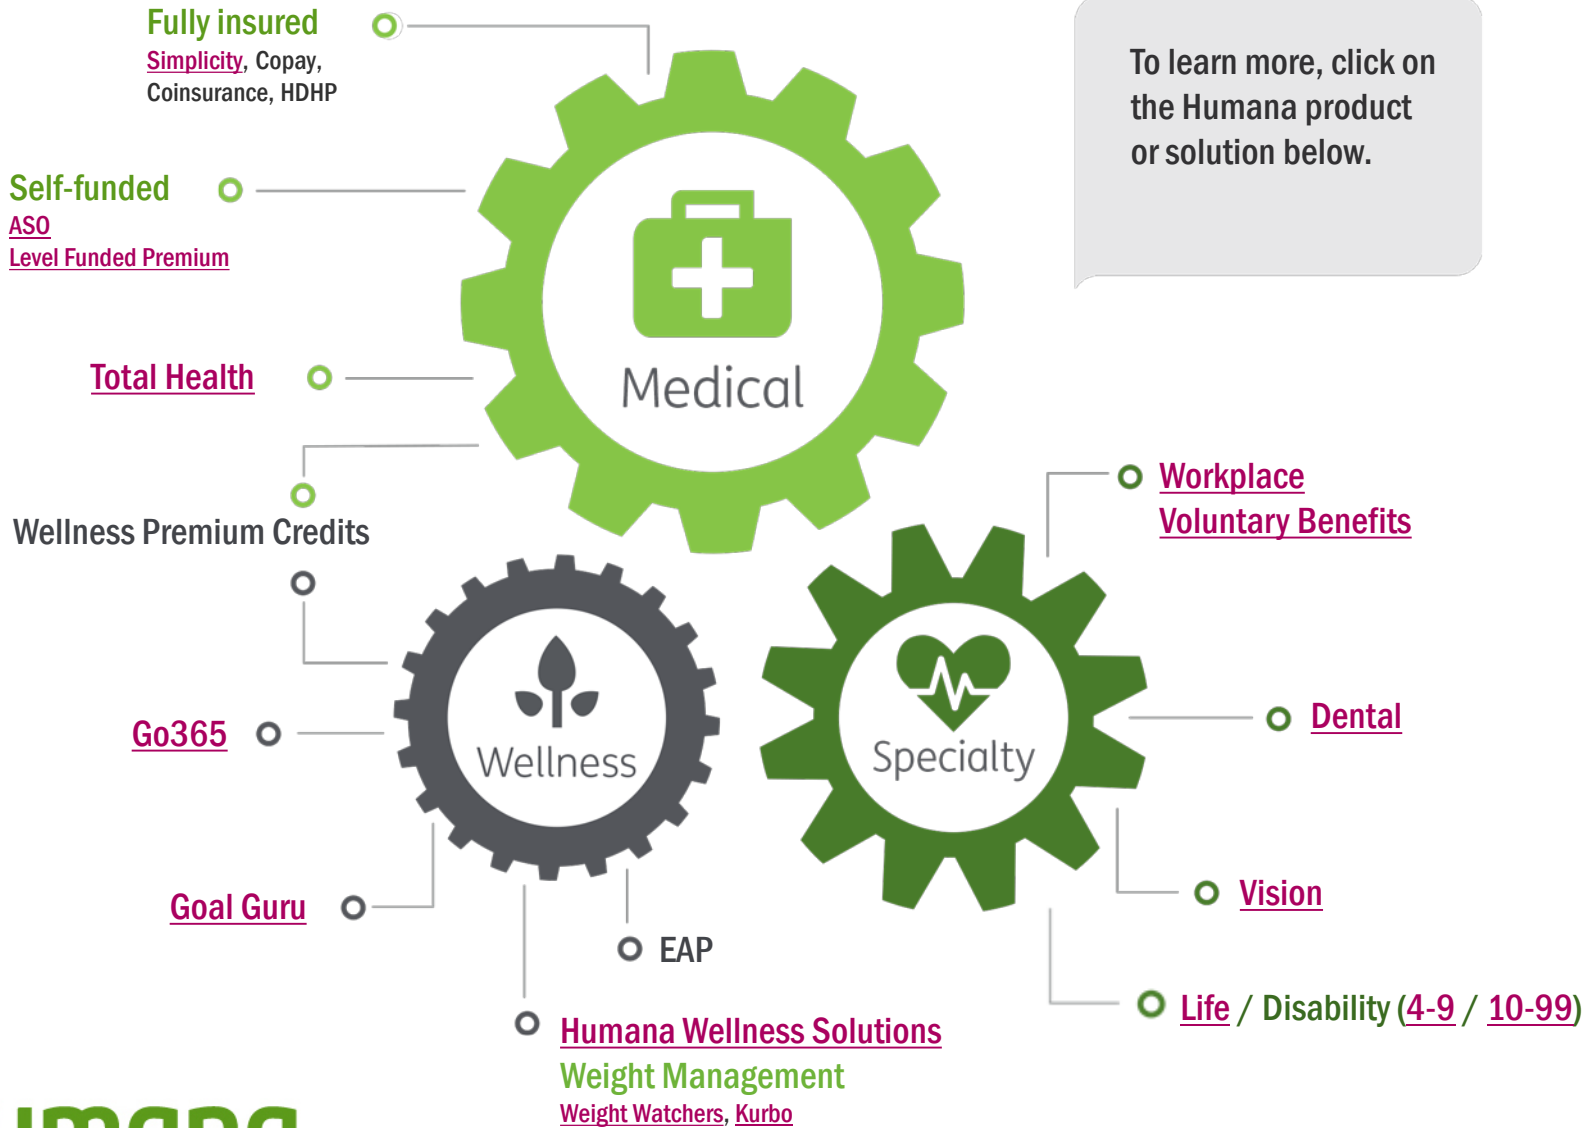 Fully insured
Simplicity, Copay,
Coinsurance, HDHP
To learn more, click on
the Humana product
or solution below.
Self-funded
ASO
Level Funded Premium
Medical
Total Health
Wellness Premium Credits
Workplace
Voluntary Benefits
Go365
Wellness
Specialty
Dental
Goal Guru
EAP
Vision
Life / Disability (4-9 / 10-99)
Humana Wellness Solutions
Weight Management
Weight Watchers, Kurbo